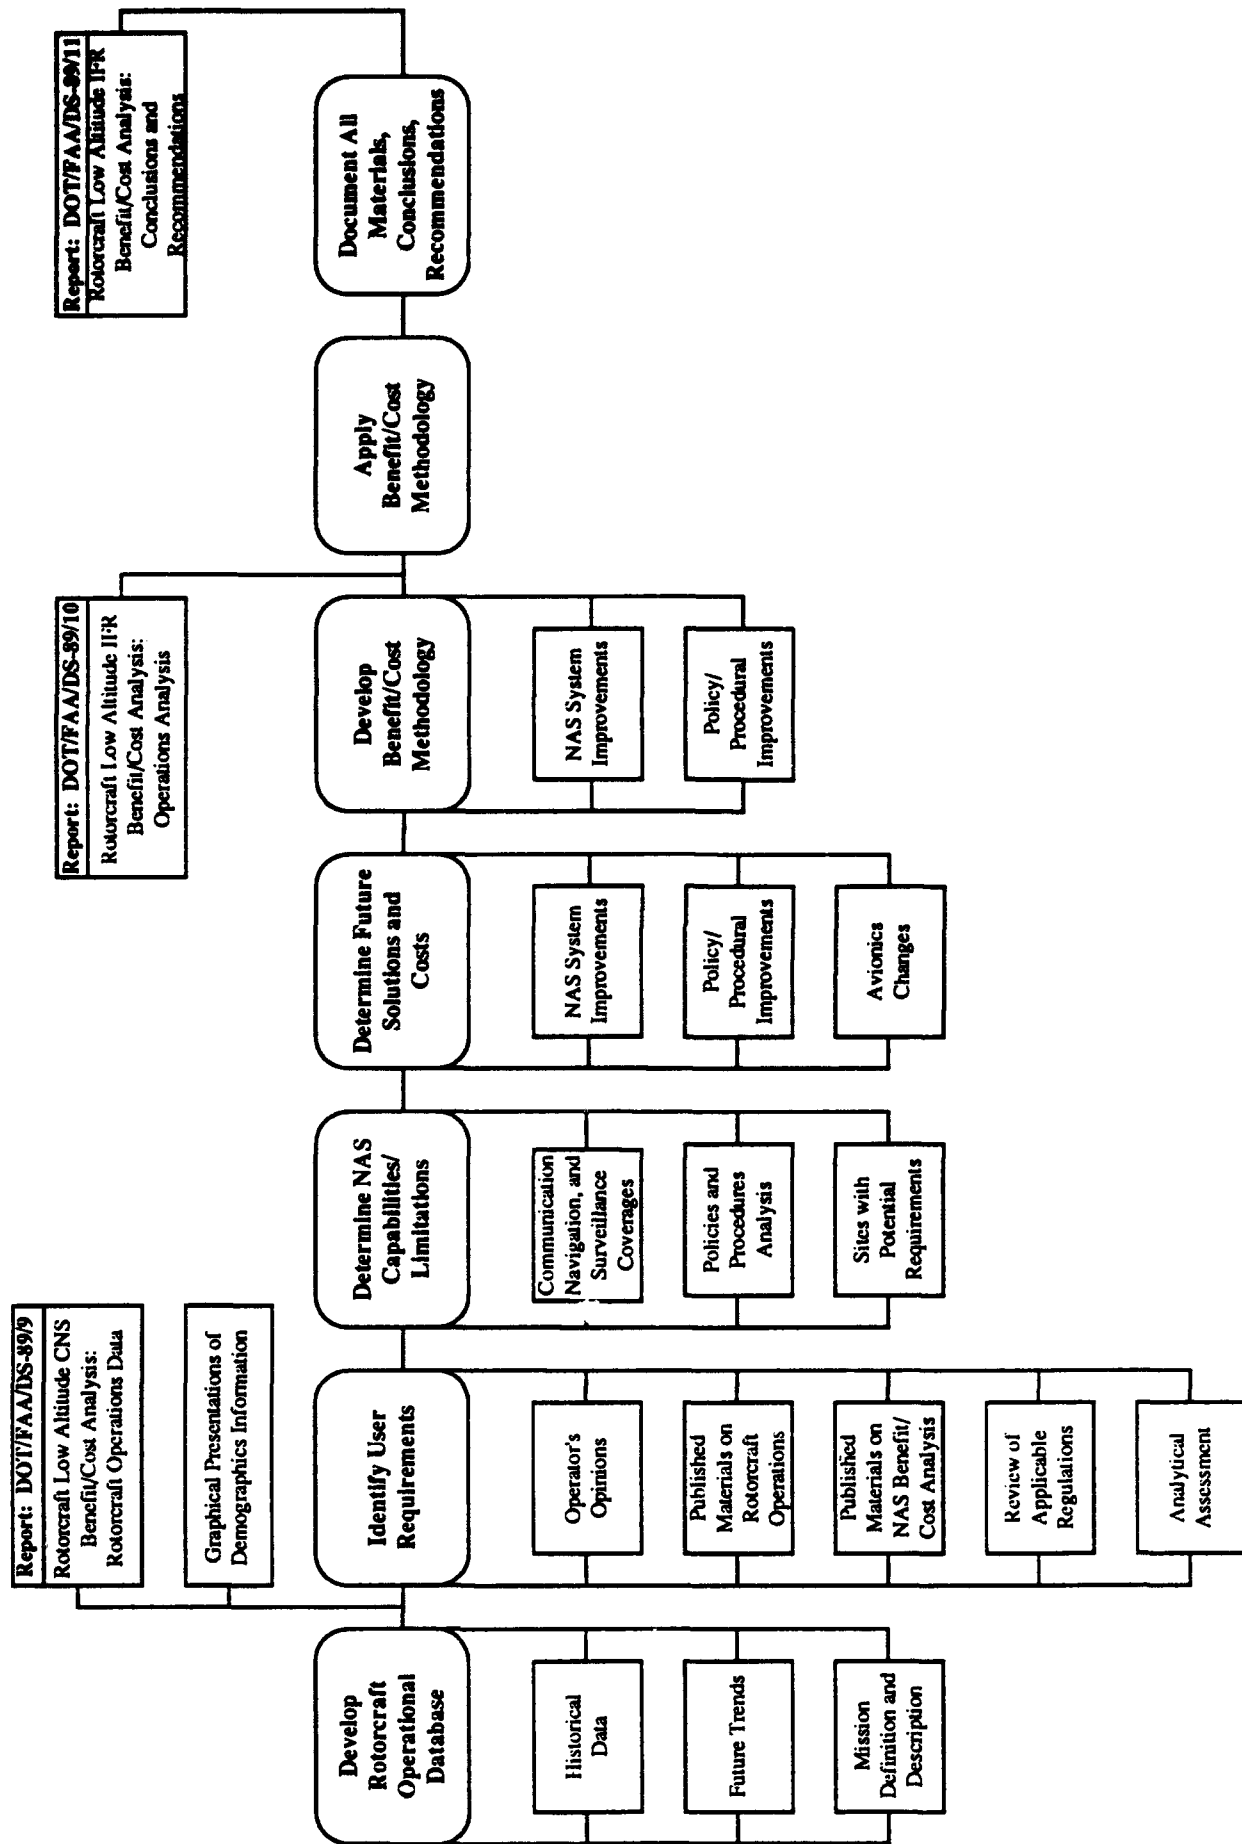 Report: DOT/FAA/DS-89/9
Rotorcraft Low Altitude CNS
Benefit/Cost Analysis:
Rotorcraft Operations Data
Graphical Presentations of
Demographics Information
Report: DOT/FAA/DS-89/10
Rotorcraft Low Altitude IFR
Benefit/Cost Analysis:
Operations Analysis
Report: DOT/FAA/DS-89/11
Rotorcraft Low Altitude IFR
Benefit/Cost Analysis:
Conclusions and
Recommendations
Develop
Rotorcraft
Operational
Database
Historical
Data
Future Trends
Mission
Definition and
Description
Identify User
Requirements
Operator's
Opinions
Published
Materials on
Rotorcraft
Operations
Published
Materials on
NAS Benefit/
Cost Analysis
Review of
Applicable
Regulations
Analytical
Assessment
Determine NAS
Capabilities/
Limitations
Communication
Navigation, and
Surveillance
Coverages
Policies and
Procedures
Analysis
Sites with
Potential
Requirements
Determine Future
Solutions and
Costs
NAS System
Improvements
Policy/
Procedural
Improvements
Avionics
Changes
Develop
Benefit/Cost
Methodology
NAS System
Improvements
Policy/
Procedural
Improvements
Apply
Benefit/Cost
Methodology
Document All
Materials,
Conclusions,
Recommendations